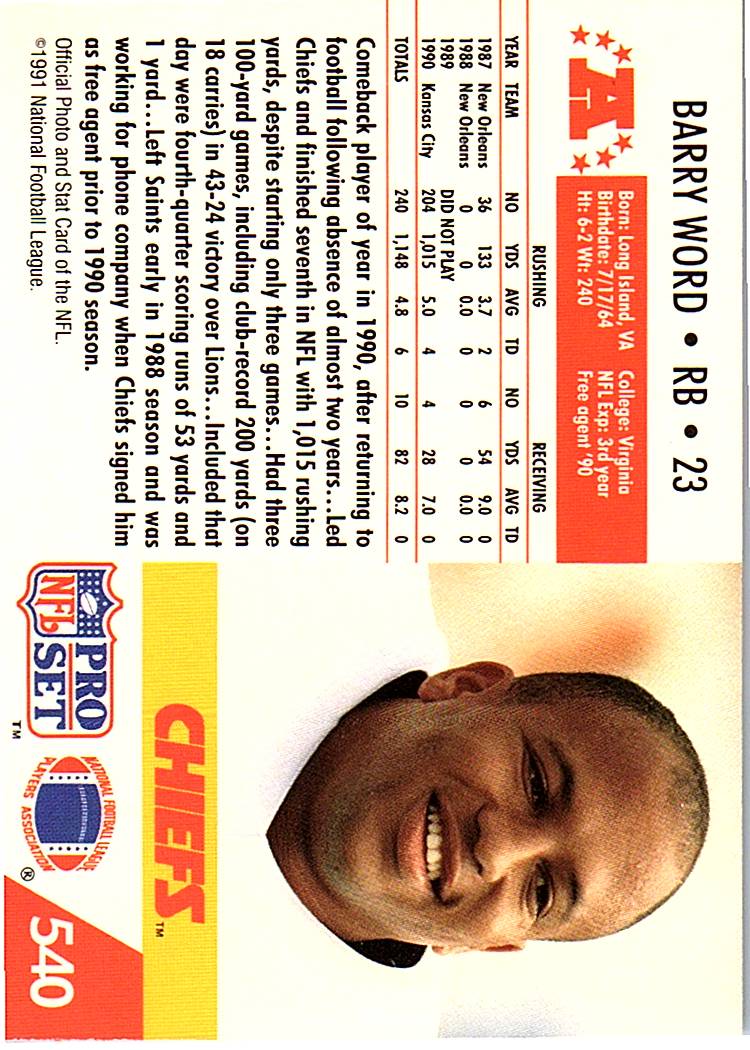 BARRY WORD • RB • 23
A
Born: Long Island, VA College: Virginia
Birthdate: 7/17/64 NFL Exp: 3rd year
Ht: 6-2 Wt: 240 Free agent '90
RUSHING RECEIVING
YEAR TEAM NO YDS AVG TD NO YDS AVG TD
1987 New Orleans 36 133 3.7 2 6 54 9.0 0
1988 New Orleans 0 0 0.0 0 0 0 0.0 0
1989 DID NOT PLAY
1990 Kansas City 204 1,015 5.0 4 4 28 7.0 0
TOTALS 240 1,148 4.8 6 10 82 8.2 0
Comeback player of year in 1990, after returning to
football following absence of almost two years...Led
Chiefs and finished seventh in NFL with 1,015 rushing
yards, despite starting only three games...Had three
100-yard games, including club-record 200 yards (on
18 carries) in 43-24 victory over Lions...Included that
day were fourth-quarter scoring runs of 53 yards and
1 yard...Left Saints early in 1988 season and was
working for phone company when Chiefs signed him
as free agent prior to 1990 season.
Official Photo and Stat Card of the NFL.
©1991 National Football League.
CHIEFS™
NFL
PRO
SET™
NATIONAL FOOTBALL LEAGUE
PLAYERS ASSOCIATION®
540